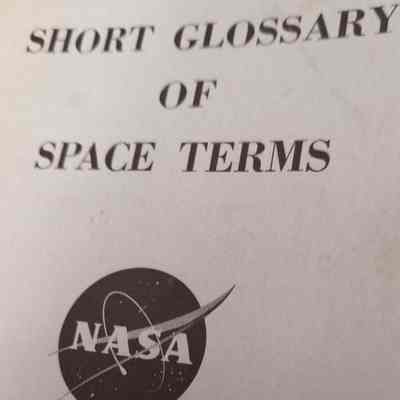 SHORT GLOSSARY
OF
SPACE TERMS
NASA